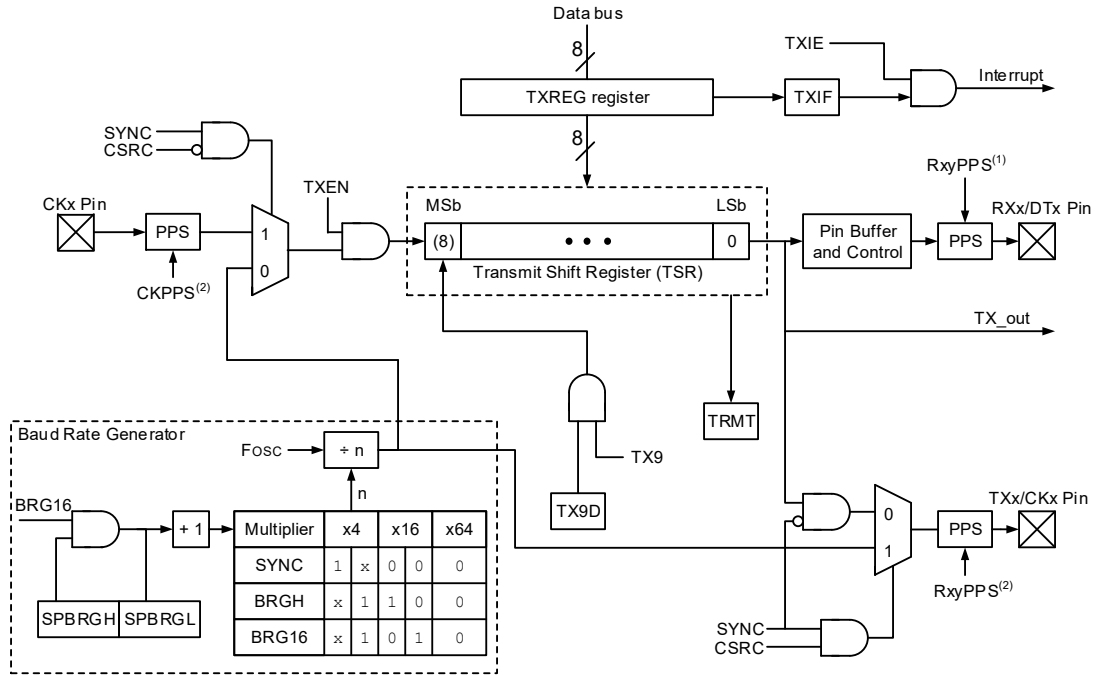 Data bus
8
TXIE
Interrupt
TXREG register
TXIF
SYNC
CSRC
8
RxyPPS(1)
TXEN
MSb
LSb
RXx/DTx Pin
CKx Pin
PPS
1
0
(8)
• • •
0
Pin Buffer
and Control
PPS
Transmit Shift Register (TSR)
CKPPS(2)
TX_out
TRMT
Baud Rate Generator
FOSC
÷ n
TX9
n
TX9D
TXx/CKx Pin
BRG16
+ 1
Multiplier x4 x16 x64
0
1
PPS
SYNC 1 x 0 0 0
BRGH x 1 1 0 0
RxyPPS(2)
SPBRGH SPBRGL
BRG16 x 1 0 1 0
SYNC
CSRC